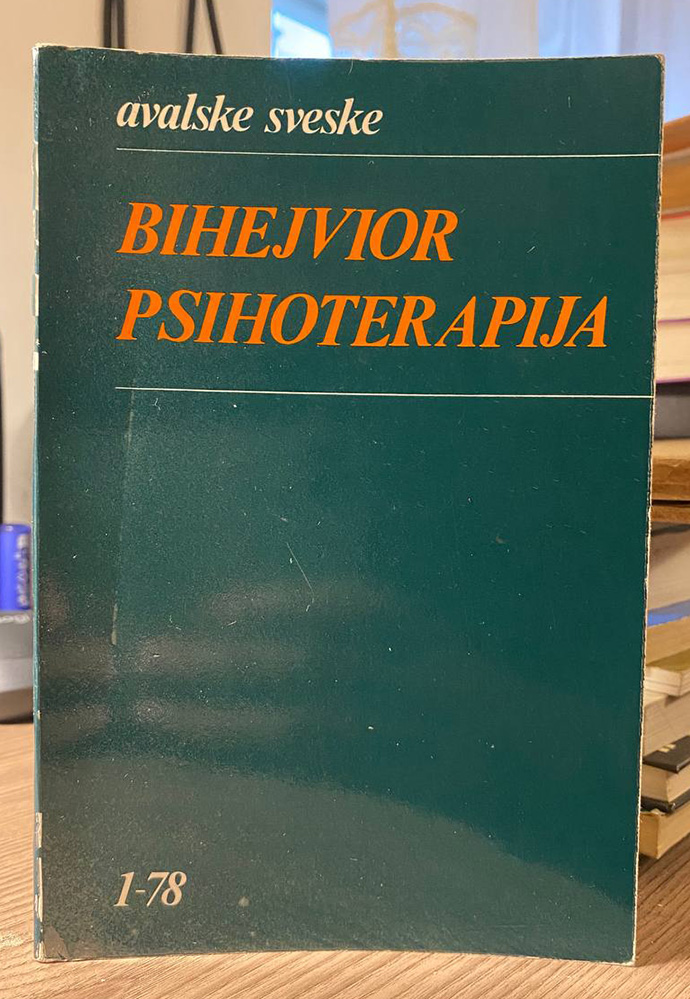 avalske sveske
BIHEJVIOR
PSIHOTERAPIJA
1-78